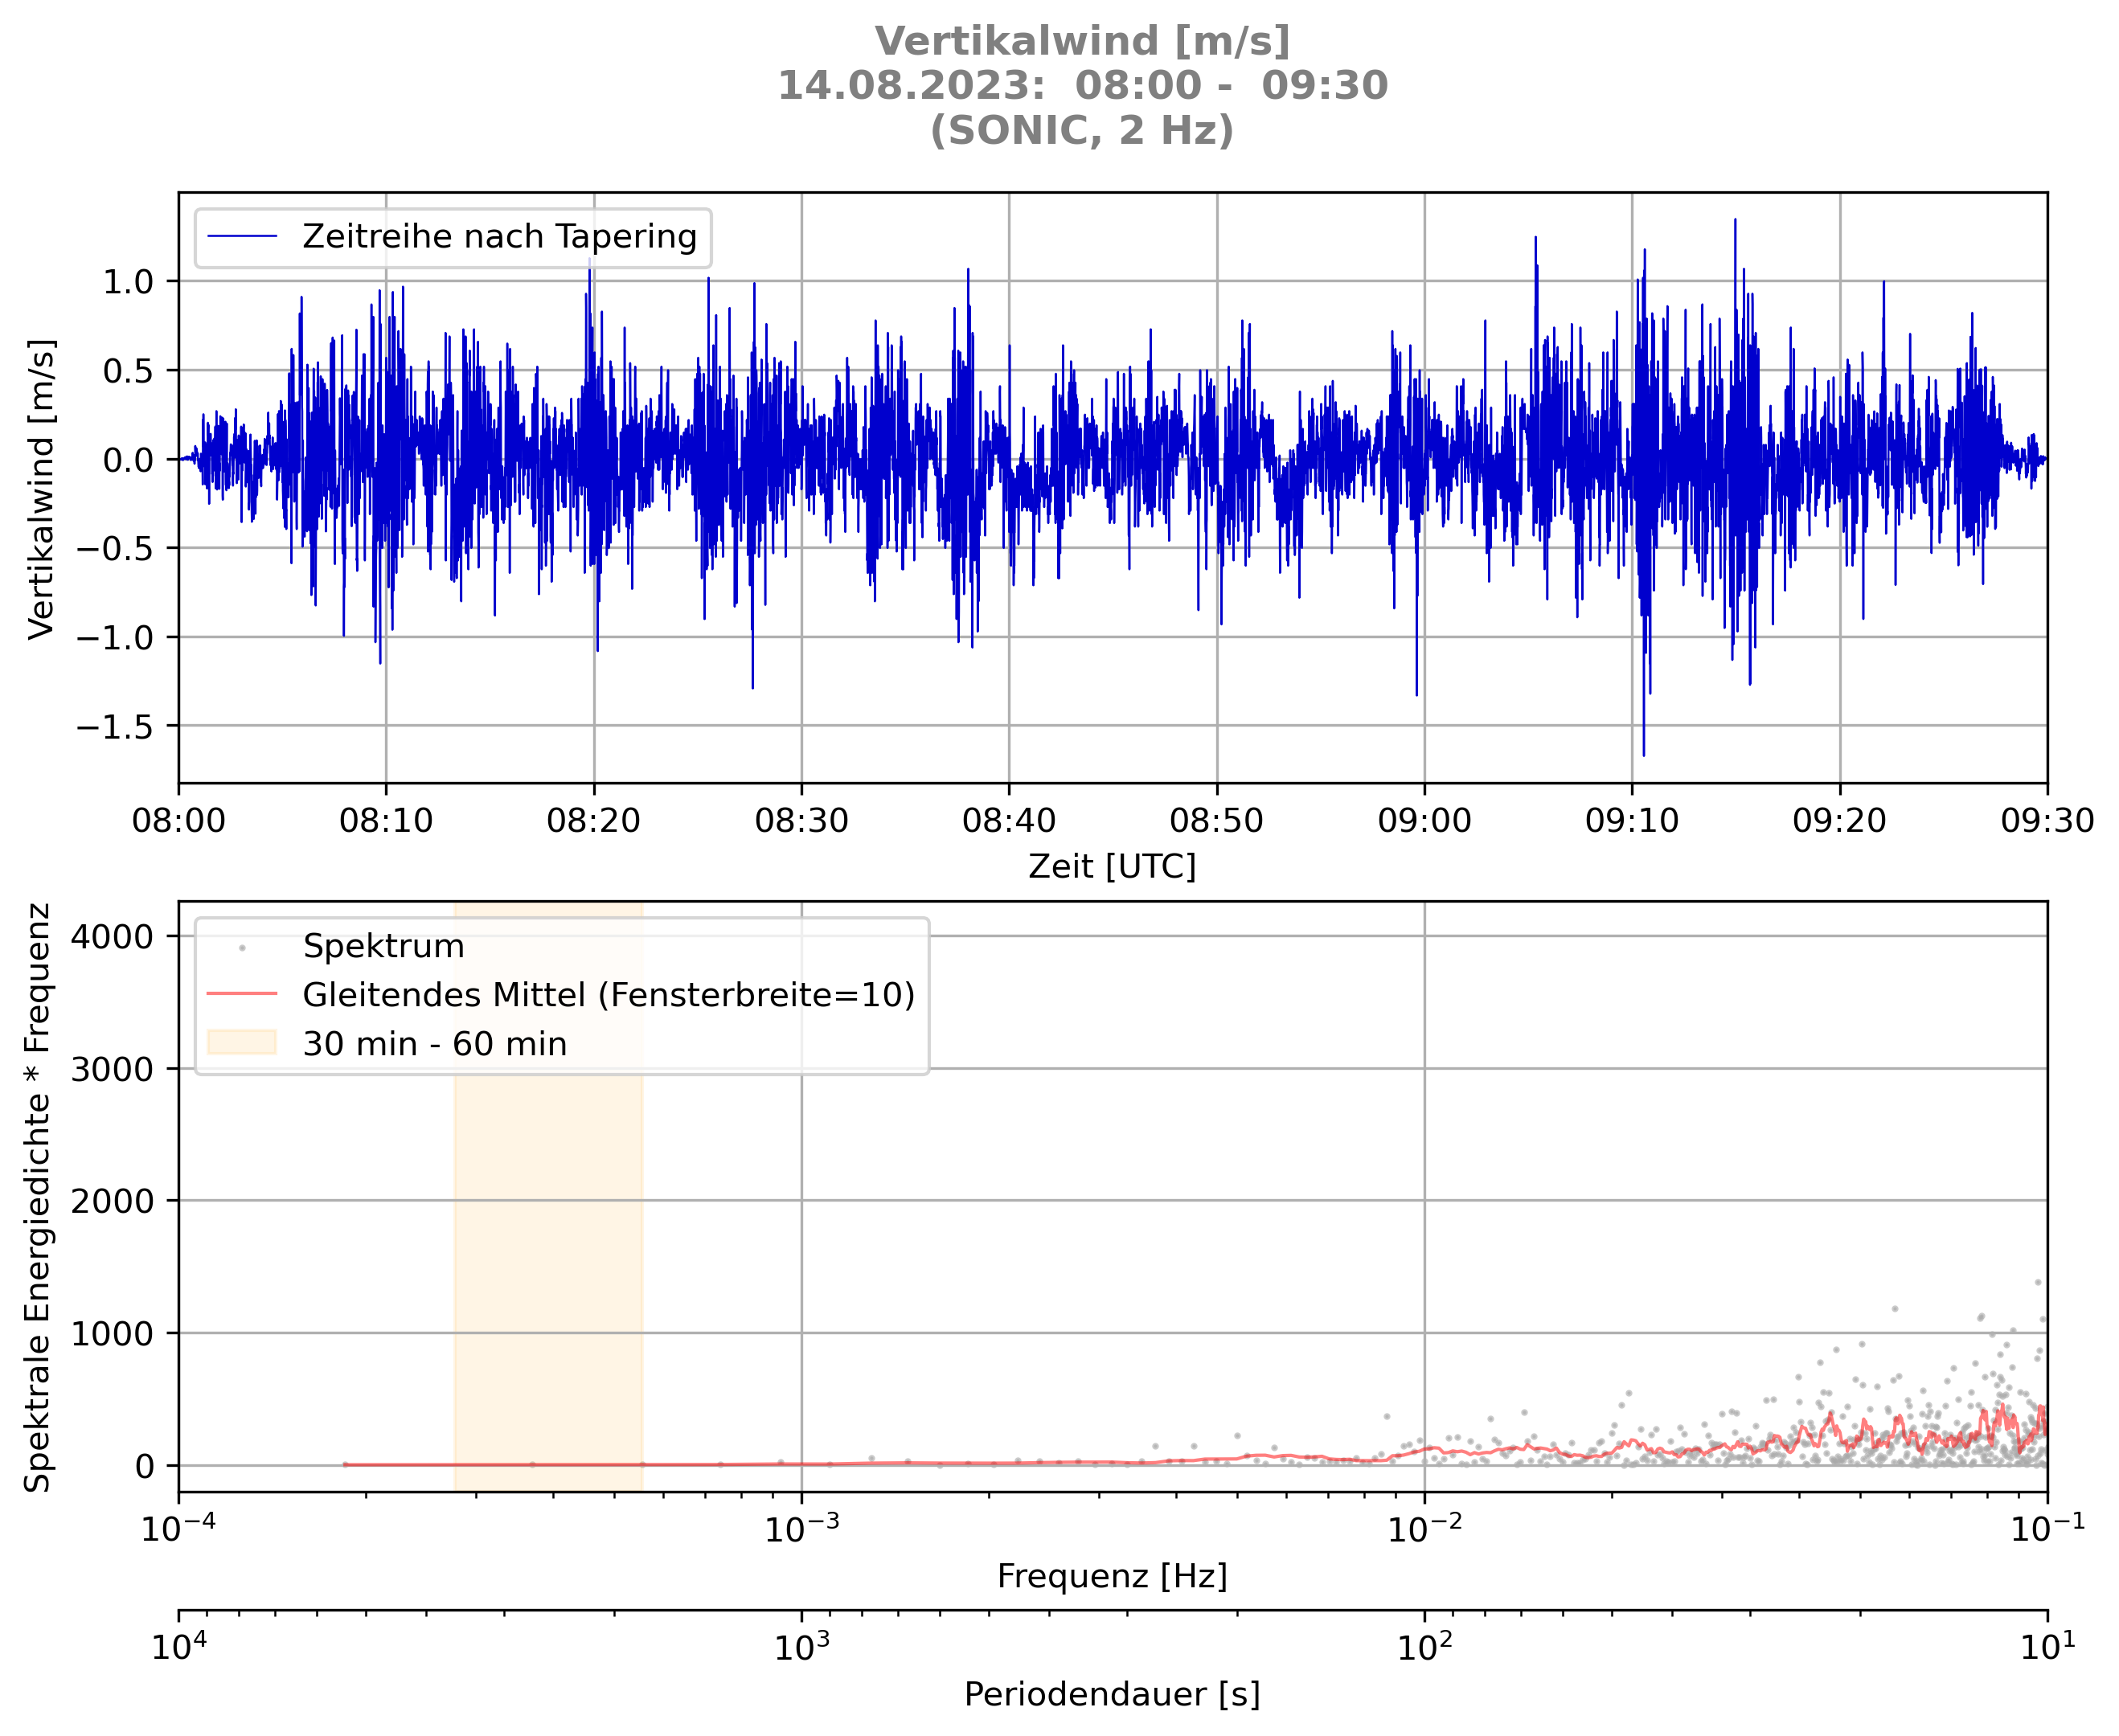 Vertikalwind [m/s]
14.08.2023:  08:00 -  09:30
(SONIC, 2 Hz)
Zeitreihe nach Tapering
Vertikalwind [m/s]
1.0
0.5
0.0
−0.5
−1.0
−1.5
08:00 08:10 08:20 08:30 08:40 08:50 09:00 09:10 09:20 09:30
Zeit [UTC]
Spektrum
Gleitendes Mittel (Fensterbreite=10)
30 min - 60 min
Spektrale Energiedichte * Frequenz
4000
3000
2000
1000
0
10⁻⁴ 10⁻³ 10⁻² 10⁻¹
Frequenz [Hz]
10⁴ 10³ 10² 10¹
Periodendauer [s]